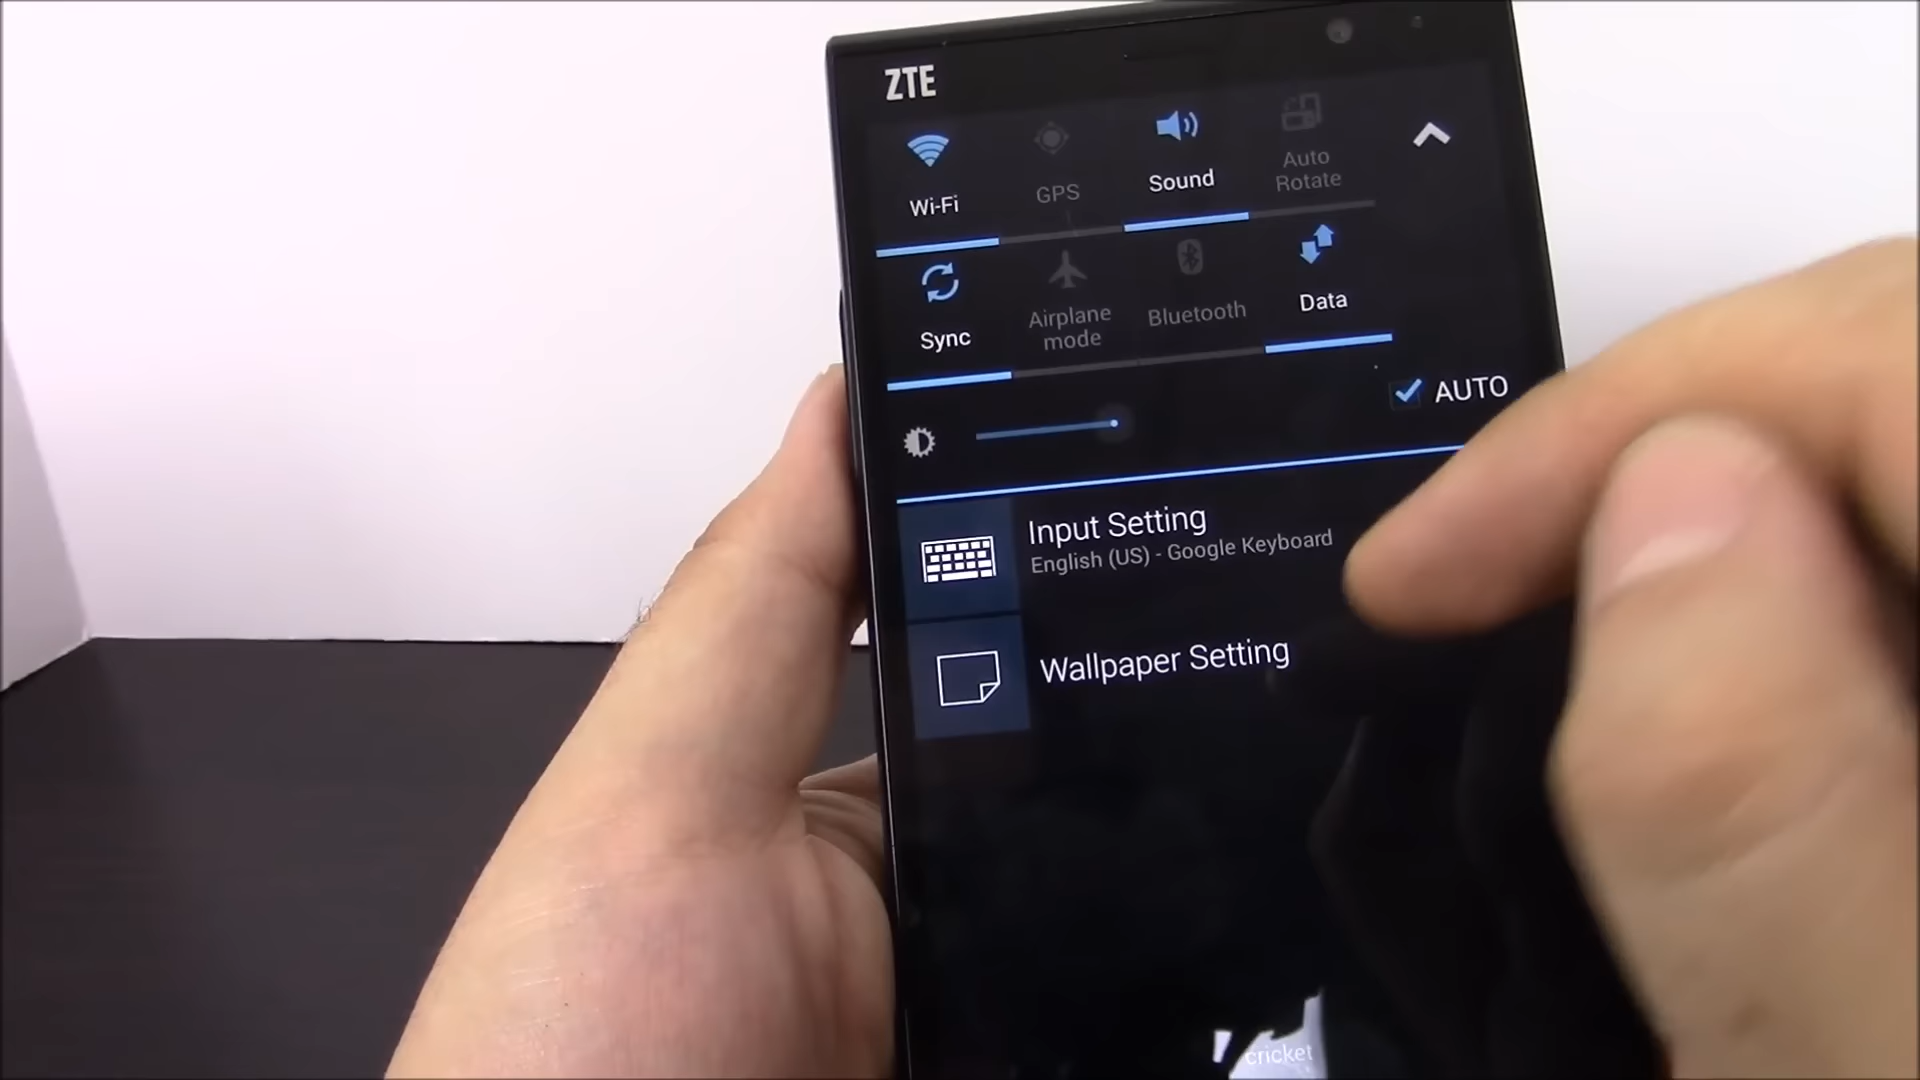 ZTE
Wi-Fi
GPS
Sound
Auto
Rotate
Sync
Airplane
mode
Bluetooth
Data
AUTO
Input Setting
English (US) - Google Keyboard
Wallpaper Setting
cricket